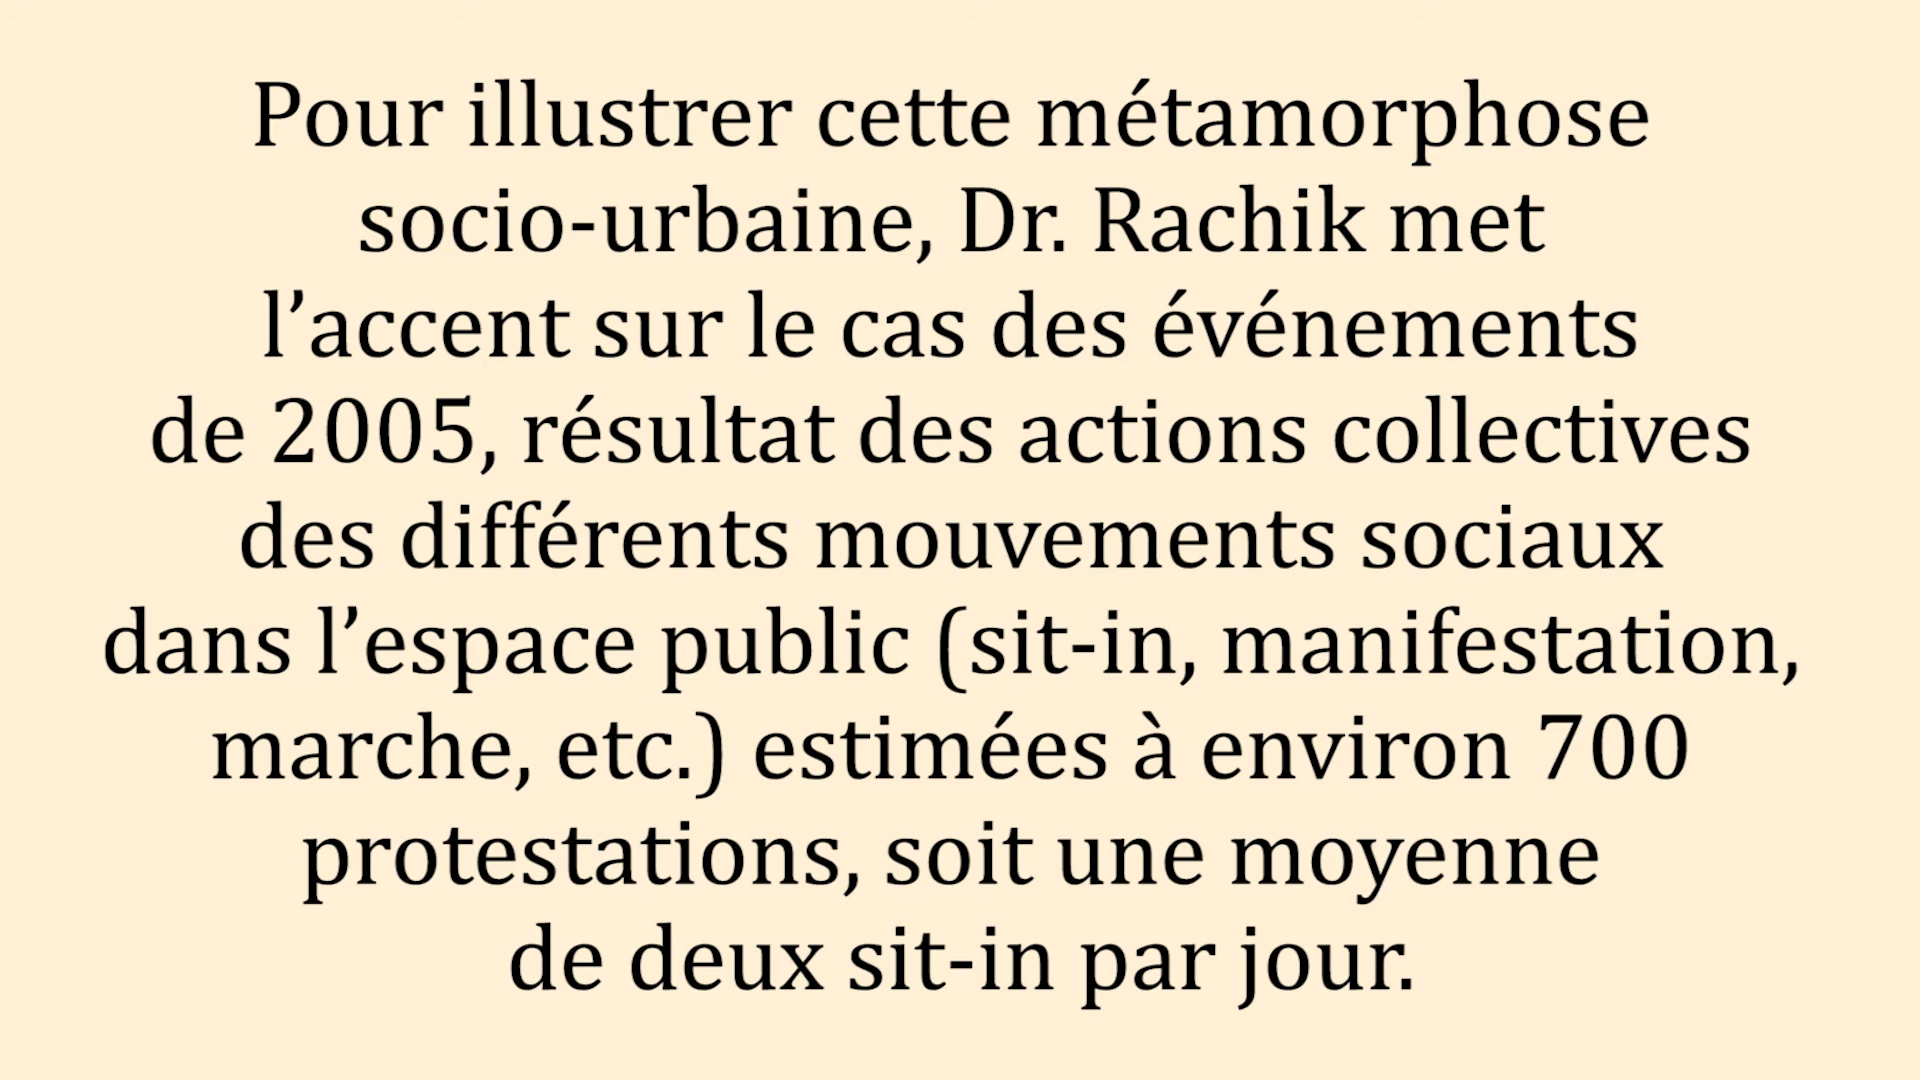 Pour illustrer cette métamorphose
socio-urbaine, Dr. Rachik met
l’accent sur le cas des événements
de 2005, résultat des actions collectives
des différents mouvements sociaux
dans l’espace public (sit-in, manifestation,
marche, etc.) estimées à environ 700
protestations, soit une moyenne
de deux sit-in par jour.